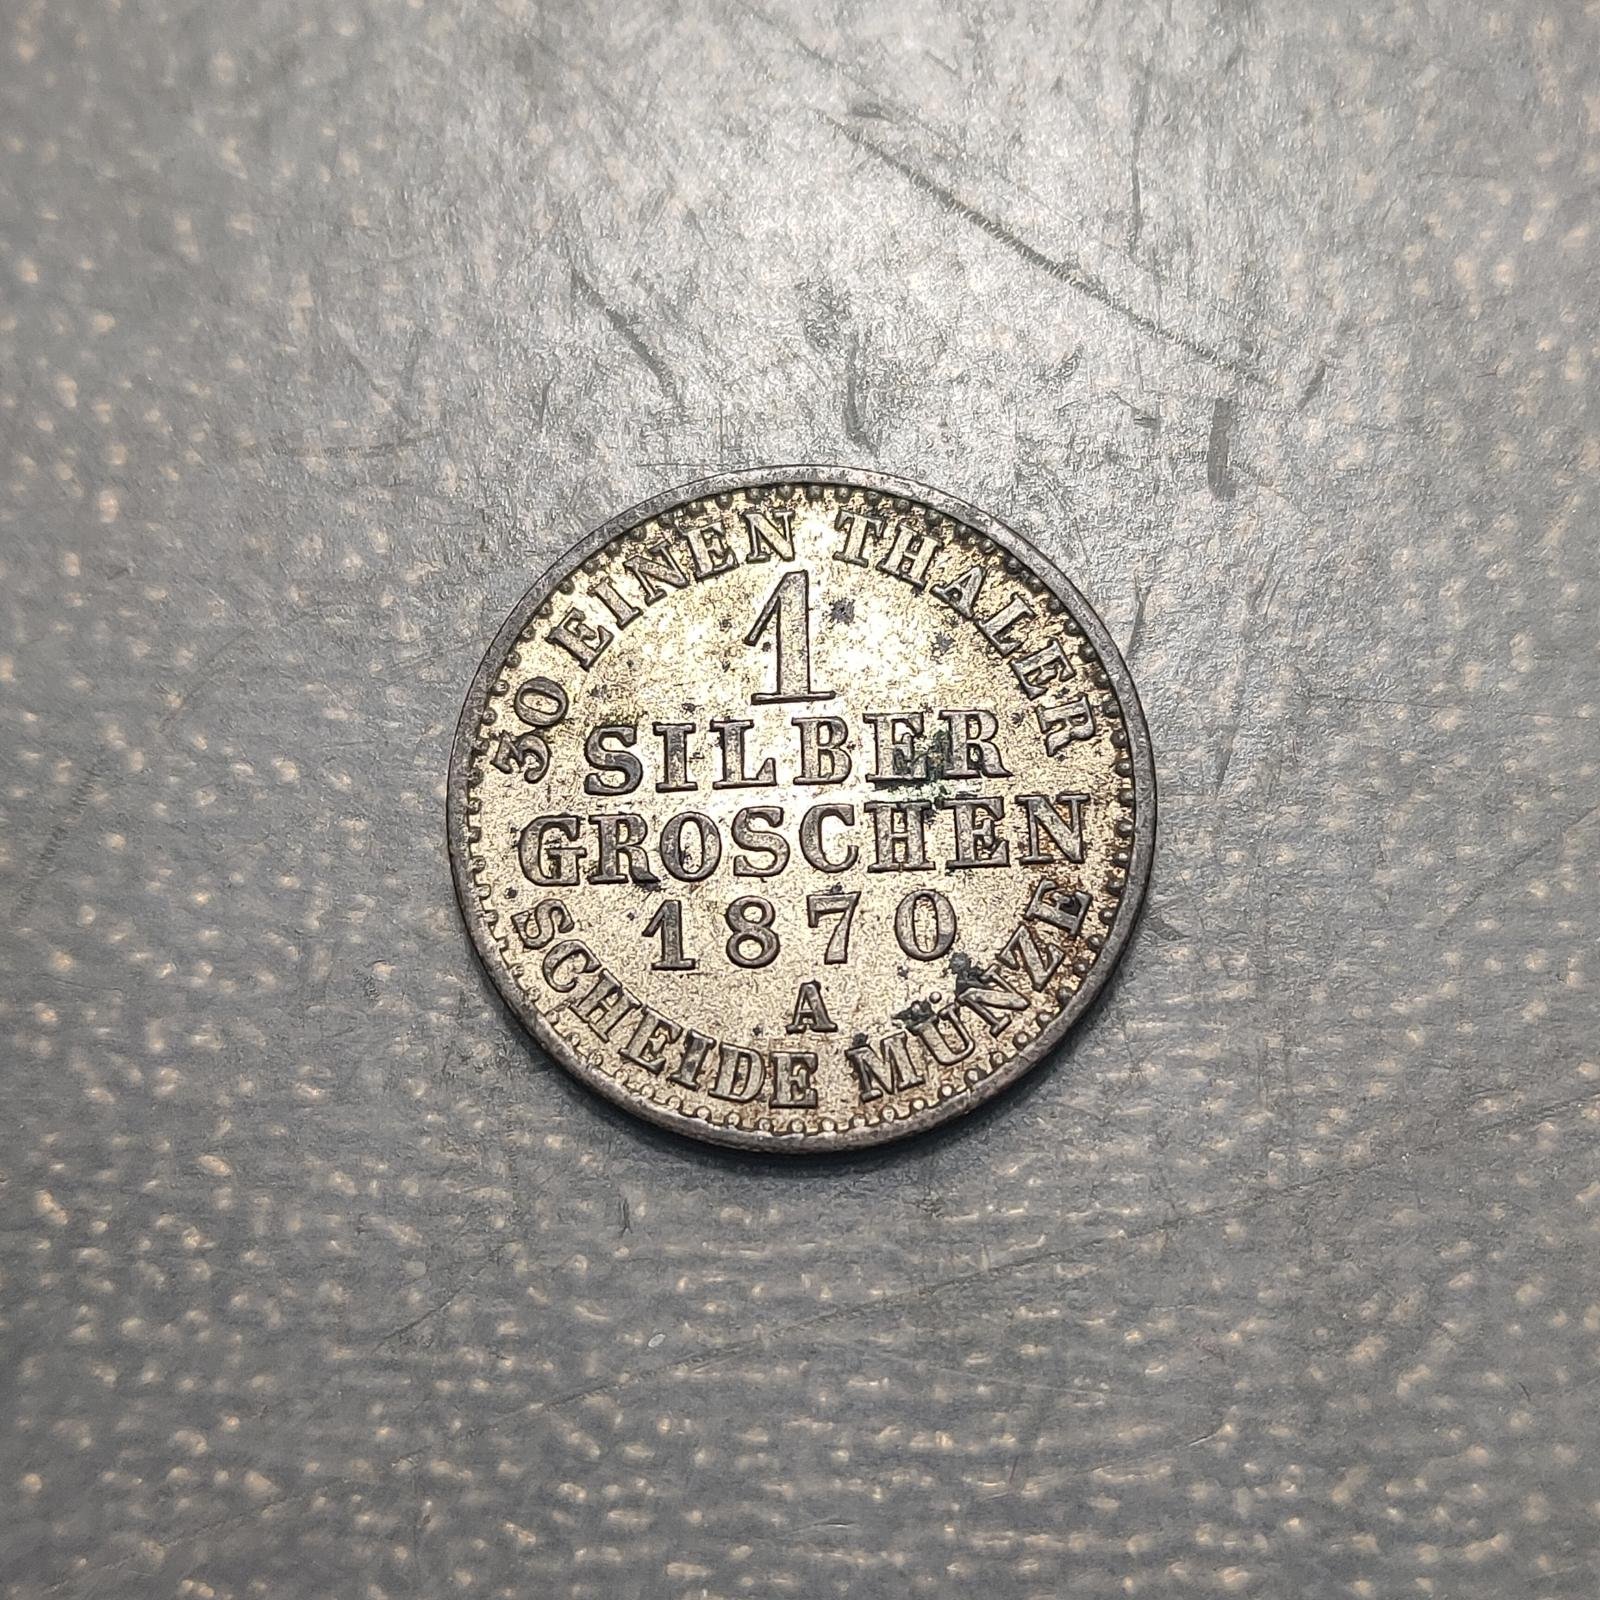 30 EINEN THALER
1
SILBER
GROSCHEN
1870
A
SCHEIDE MÜNZE